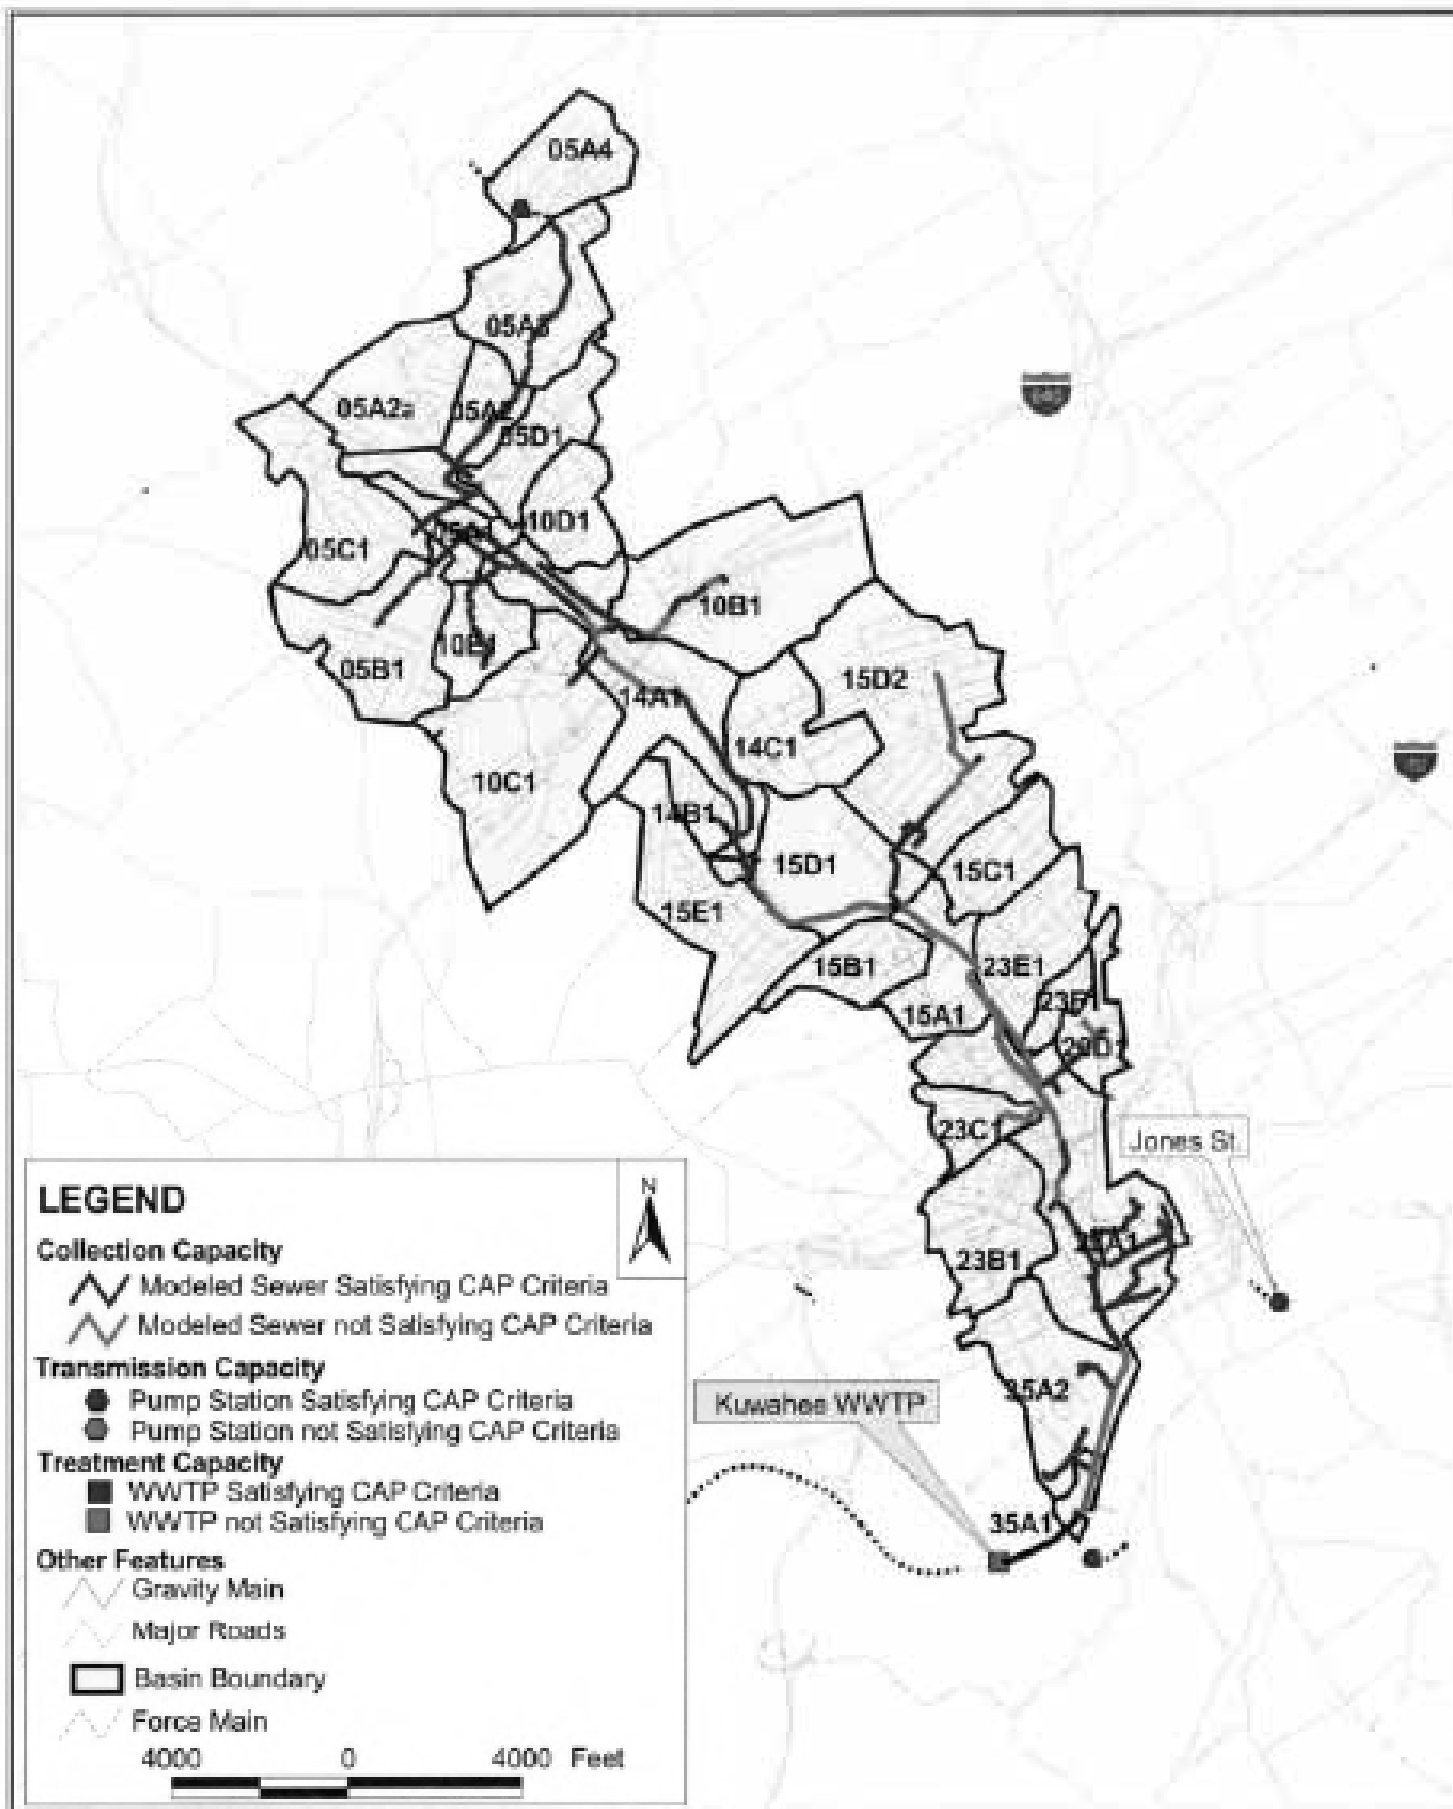 05A4
05A3
05A2a
05A2
05D1
10D1
05C1
10B1
05B1
15D2
14A1
14C1
10C1
14B1
15D1
15C1
15E1
15B1
23E1
15A1
23C1
Jones St.
23B1
35A2
Kuwahee WWTP
35A1
LEGEND
N
Collection Capacity
Modeled Sewer Satisfying CAP Criteria
Modeled Sewer not Satisfying CAP Criteria
Transmission Capacity
Pump Station Satisfying CAP Criteria
Pump Station not Satisfying CAP Criteria
Treatment Capacity
WWTP Satisfying CAP Criteria
WWTP not Satisfying CAP Criteria
Other Features
Gravity Main
Major Roads
Basin Boundary
Force Main
4000 0 4000 Feet